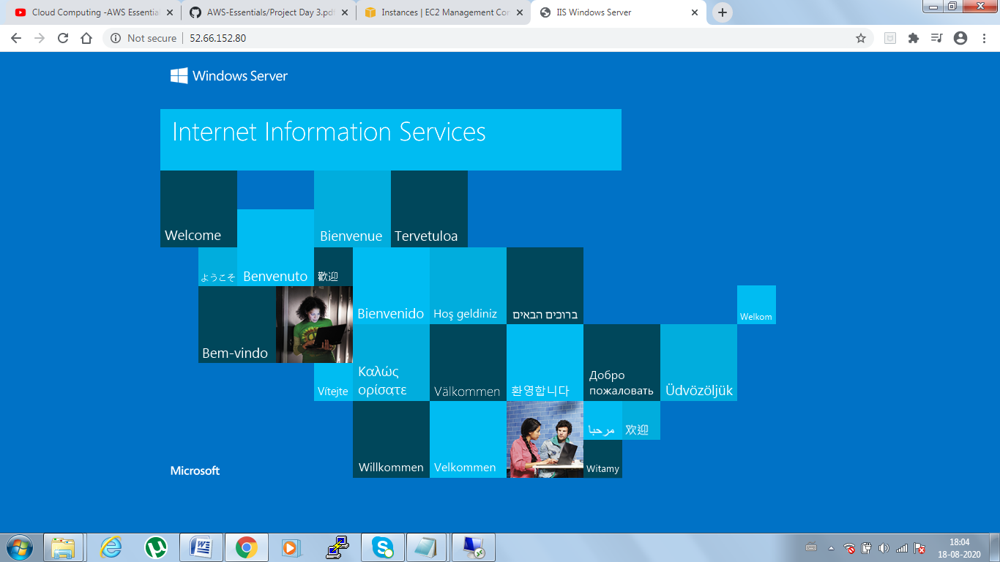 Cloud Computing -AWS Essential
AWS-Essentials/Project Day 3.pdf
Instances | EC2 Management Con
IIS Windows Server
Not secure
52.66.152.80
Windows Server
Internet Information Services
Welcome
Bienvenue
Tervetuloa
ようこそ
Benvenuto
歡迎
Bienvenido
Hoş geldiniz
ברוכים הבאים
Welkom
Bem-vindo
Vítejte
Καλώς
ορίσατε
Välkommen
환영합니다
Добро
пожаловать
Üdvözöljük
Willkommen
Velkommen
مرحبا
欢迎
Witamy
Microsoft
18:04
18-08-2020